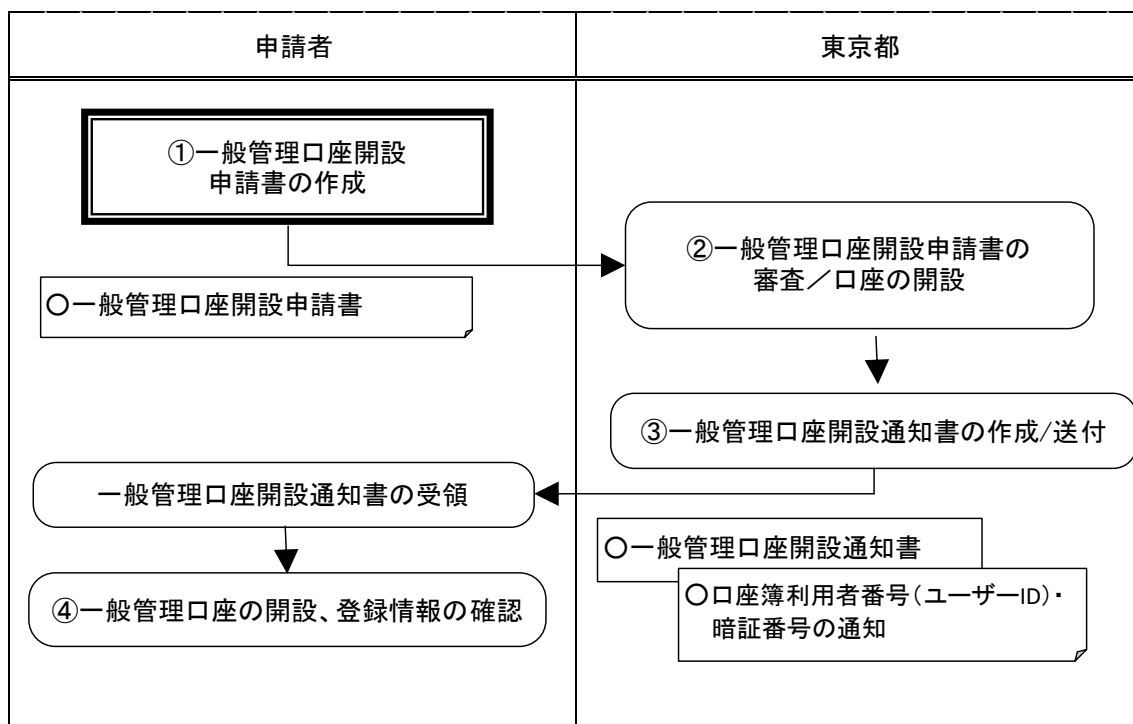 申請者
東京都
①一般管理口座開設
申請書の作成
②一般管理口座開設申請書の
審査／口座の開設
○一般管理口座開設申請書
③一般管理口座開設通知書の作成/送付
一般管理口座開設通知書の受領
○一般管理口座開設通知書
○口座簿利用者番号（ユーザーID）・
暗証番号の通知
④一般管理口座の開設、登録情報の確認